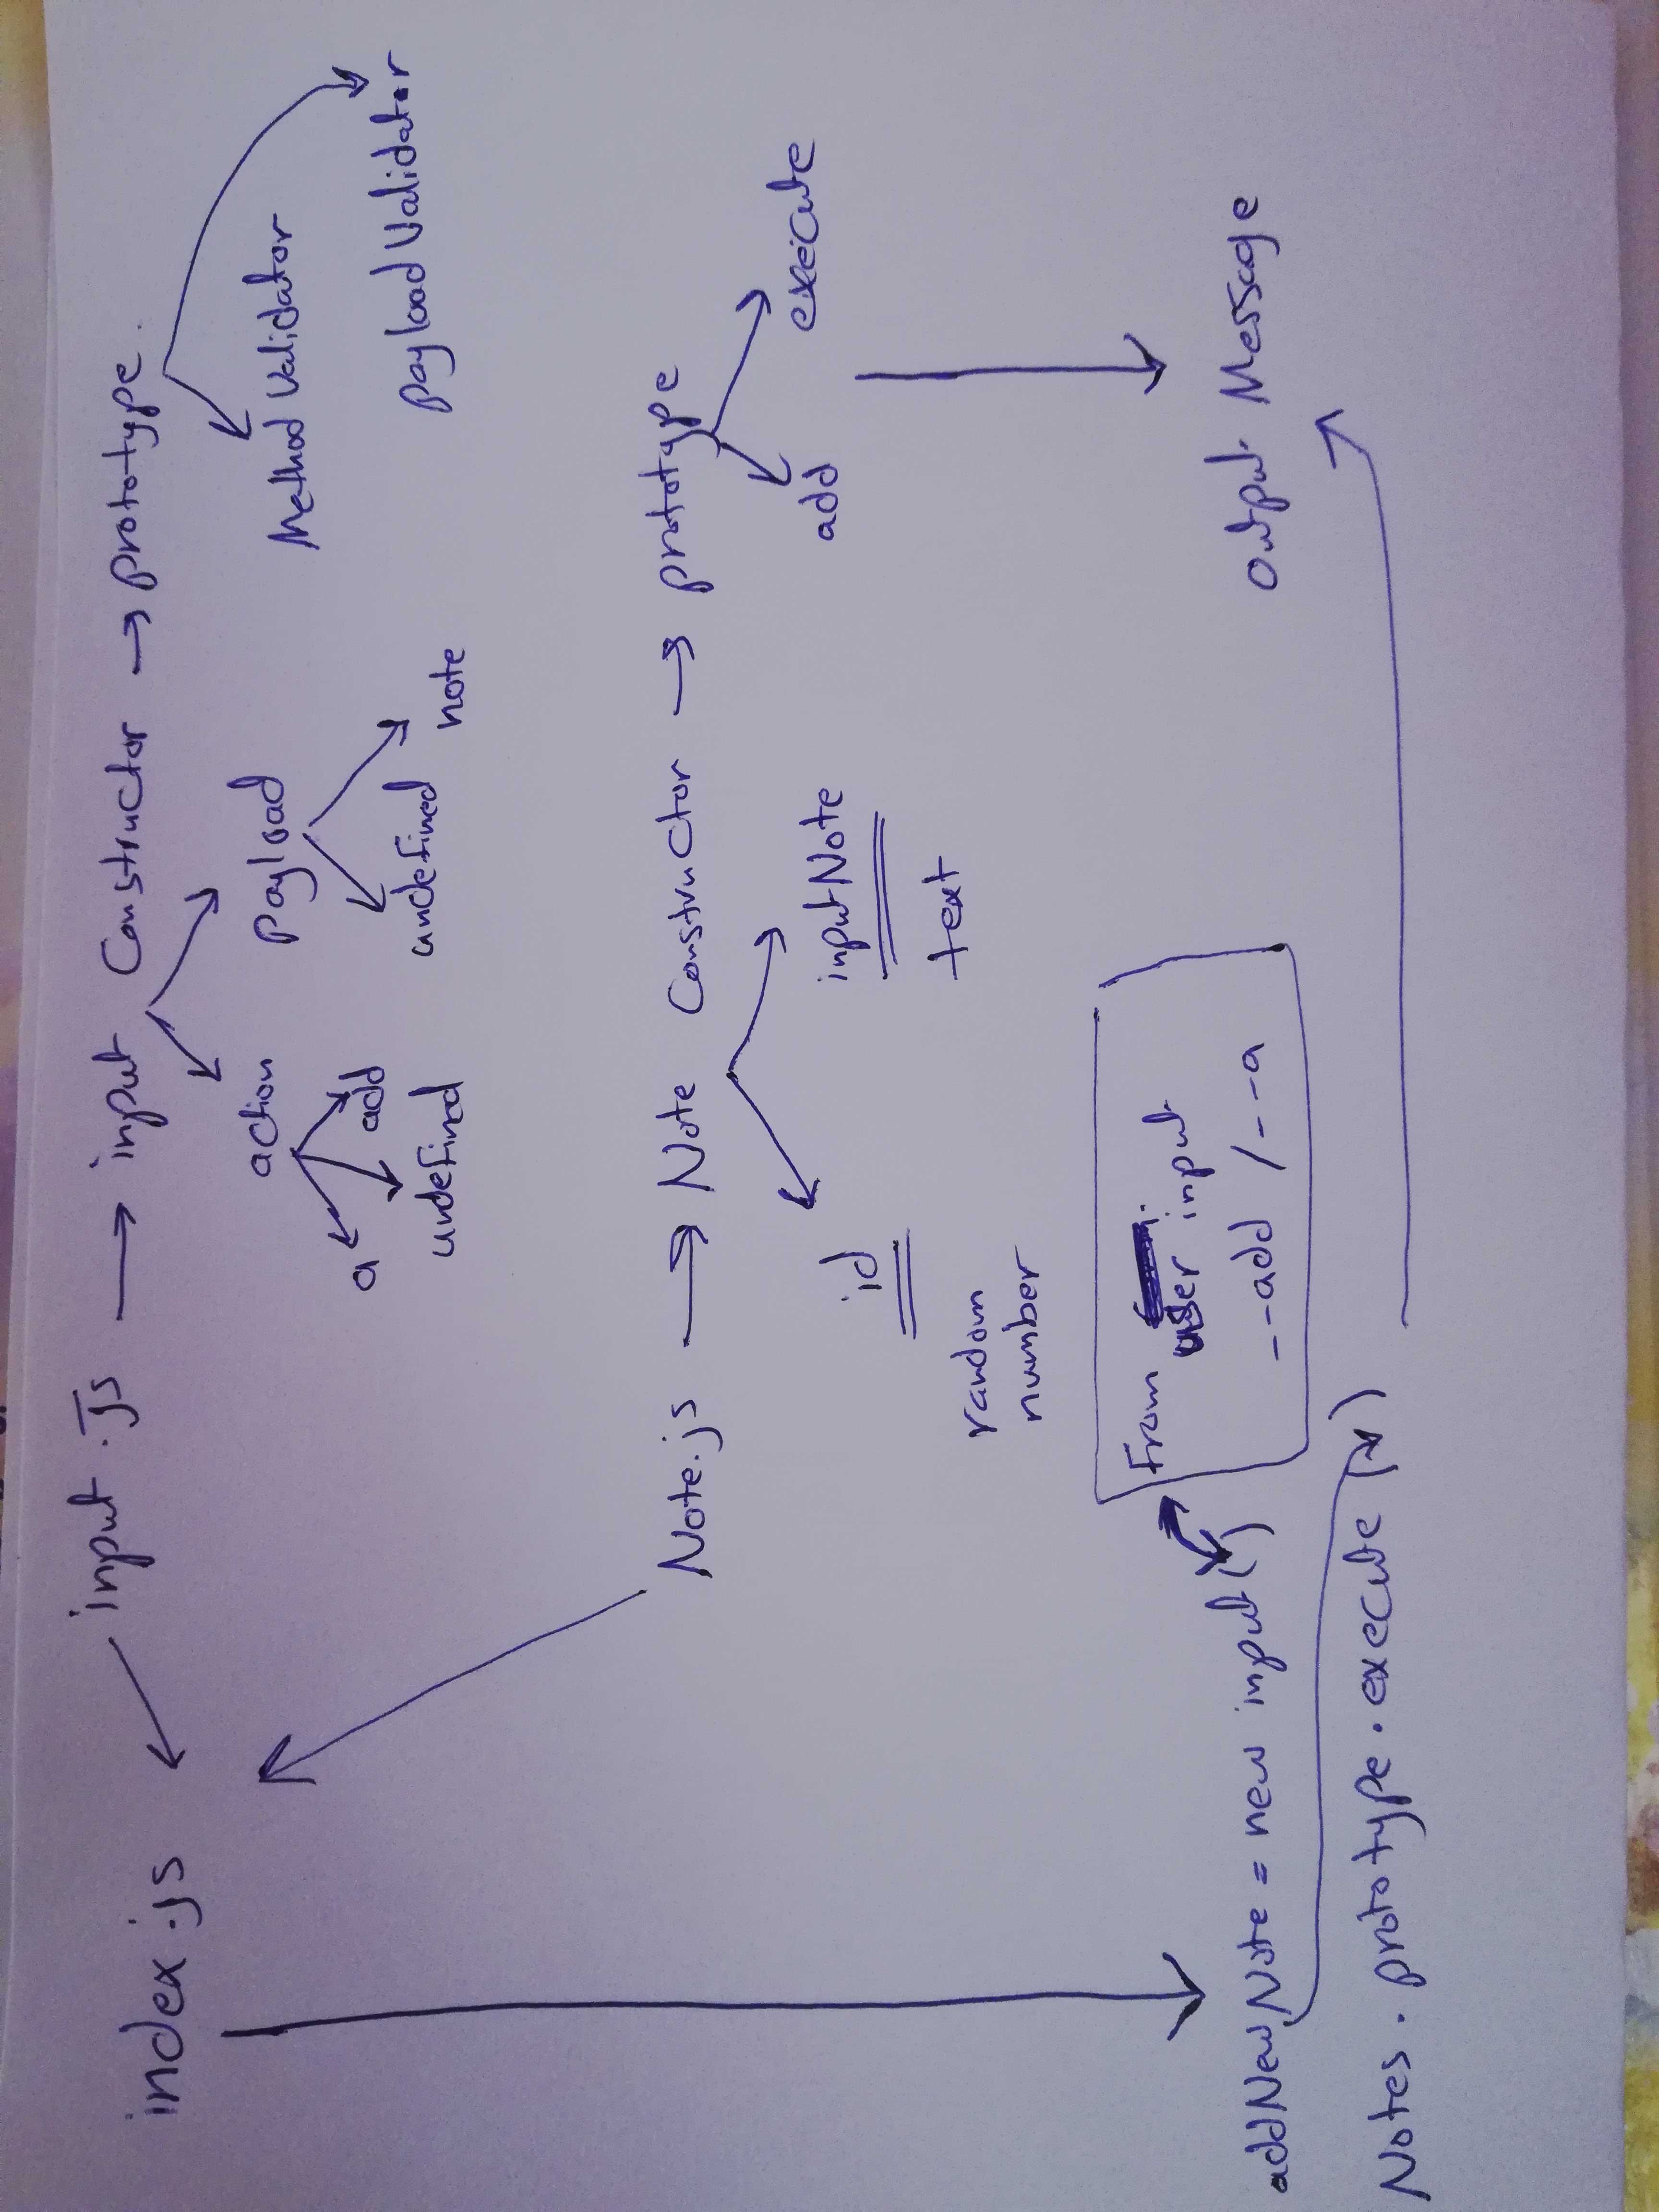 index.js ← input.js → input Constructor → prototype
action
payload
Method Validator
payload Validator
a
add
undefined
undefined
note
Note.js → Note Constructor → prototype
id
inputNote
add
execute
random
number
text
From
user input
--add / --a
addNewNote = new input()
Output Message
Notes.prototype.execute( )